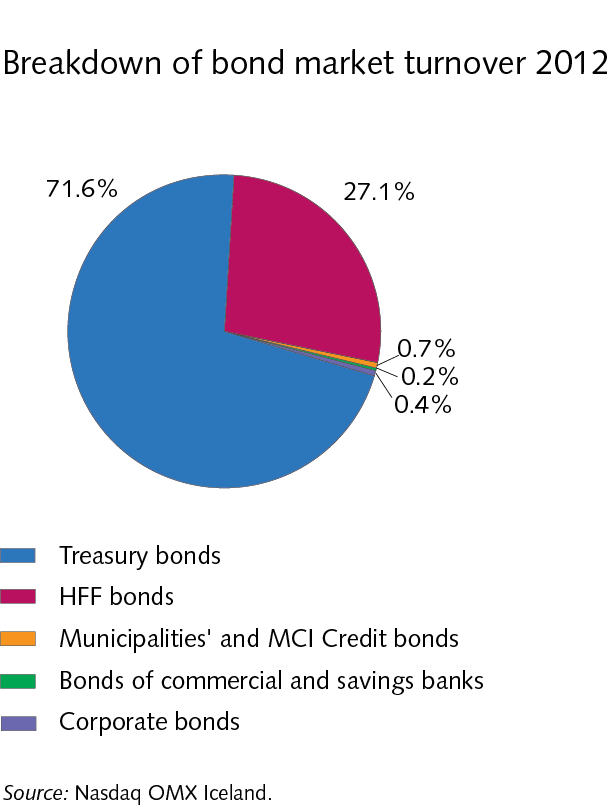 Breakdown of bond market turnover 2012
71.6%
27.1%
0.7%
0.2%
0.4%
Treasury bonds
HFF bonds
Municipalities' and MCI Credit bonds
Bonds of commercial and savings banks
Corporate bonds
Source: Nasdaq OMX Iceland.